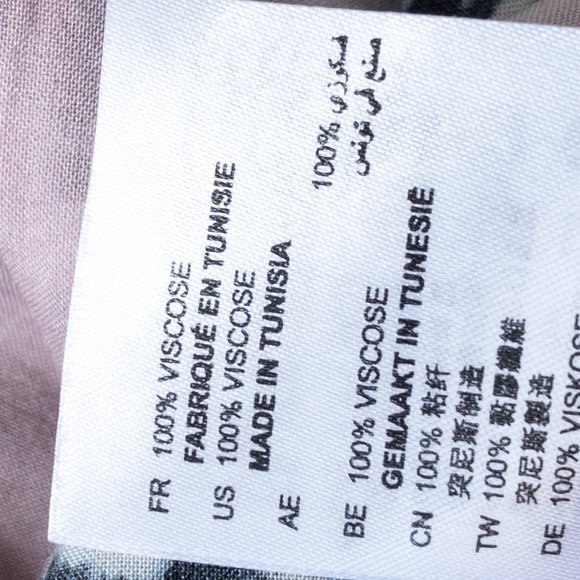 FR 100% VISCOSE
FABRIQUÉ EN TUNISIE
US 100% VISCOSE
MADE IN TUNISIA
AE 100% فسكوزي
صنع في تونس
BE 100% VISCOSE
GEMAAKT IN TUNESIË
CN 100% 粘纤
突尼斯制造
TW 100% 黏膠纖維
突尼斯製造
DE 100% VISKOSE